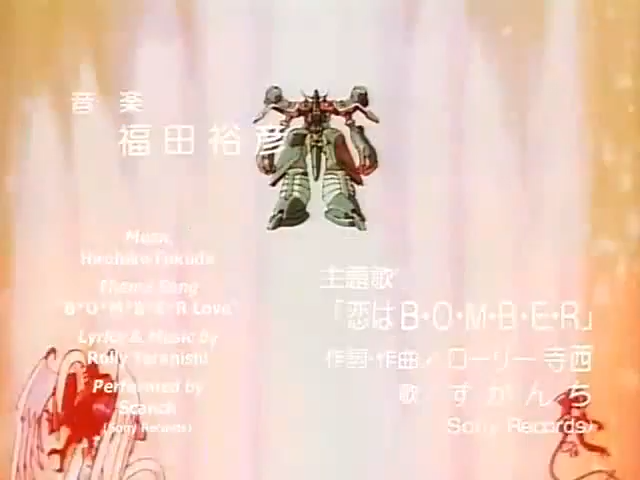 音楽
福田裕彦
Music
Hirohiko Fukuda
Theme Song
"B•O•M•B•E•R Love"
Lyrics & Music by
Rolly Teranishi
Performed by
Scanch
(Sony Records)
主題歌
「恋はB・O・M・B・E・R」
作詞・作曲/ローリー寺西
歌/すかんち
Sony Records)